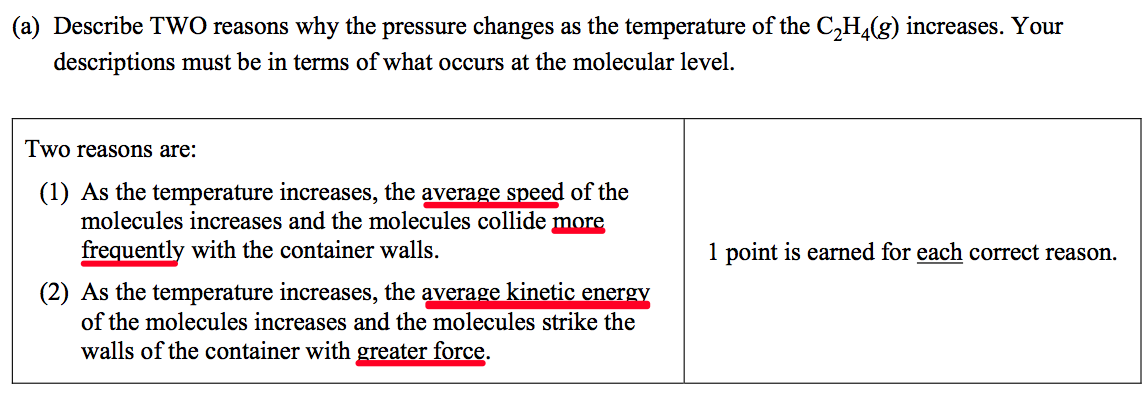 (a) Describe TWO reasons why the pressure changes as the temperature of the C₂H₄(g) increases. Your
descriptions must be in terms of what occurs at the molecular level.
Two reasons are:
(1) As the temperature increases, the average speed of the
molecules increases and the molecules collide more
frequently with the container walls.
(2) As the temperature increases, the average kinetic energy
of the molecules increases and the molecules strike the
walls of the container with greater force.
1 point is earned for each correct reason.